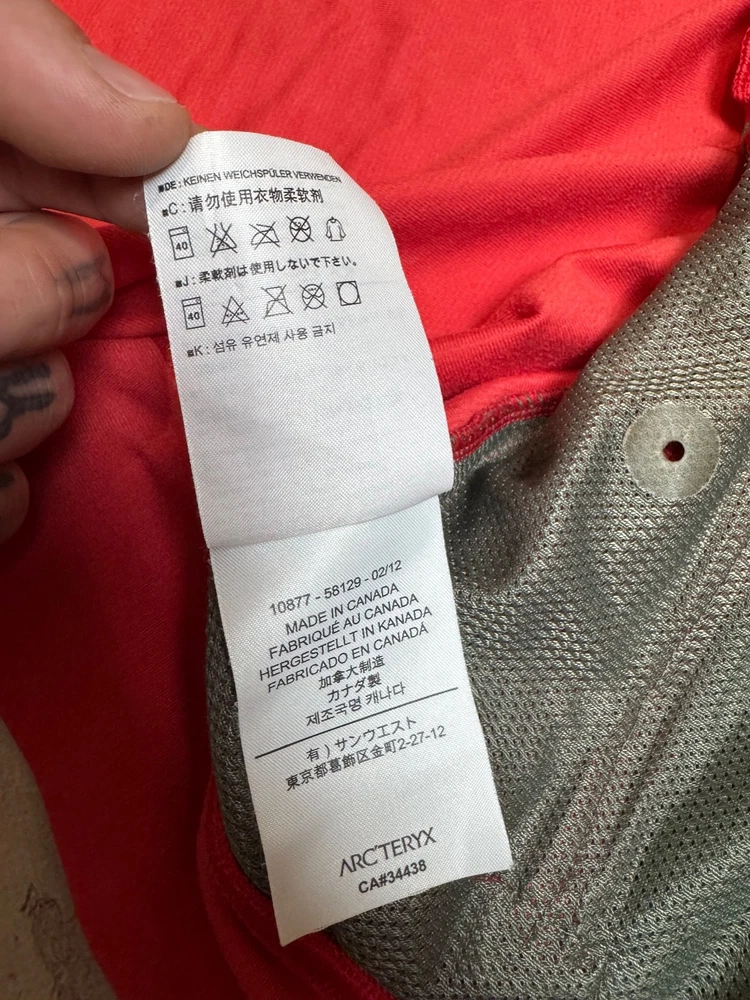 ■DE: KEINEN WEICHSPÜLER VERWENDEN
■C: 请勿使用衣物柔软剂
40
■J: 柔軟剤は使用しないで下さい。
40
■K: 섬유 유연제 사용 금지
10877 - 58129 - 02/12
MADE IN CANADA
FABRIQUÉ AU CANADA
HERGESTELLT IN KANADA
FABRICADO EN CANADÁ
加拿大制造
カナダ製
제조국명 캐나다
有）サンウエスト
東京都葛飾区金町2-27-12
ARC'TERYX
CA#34438